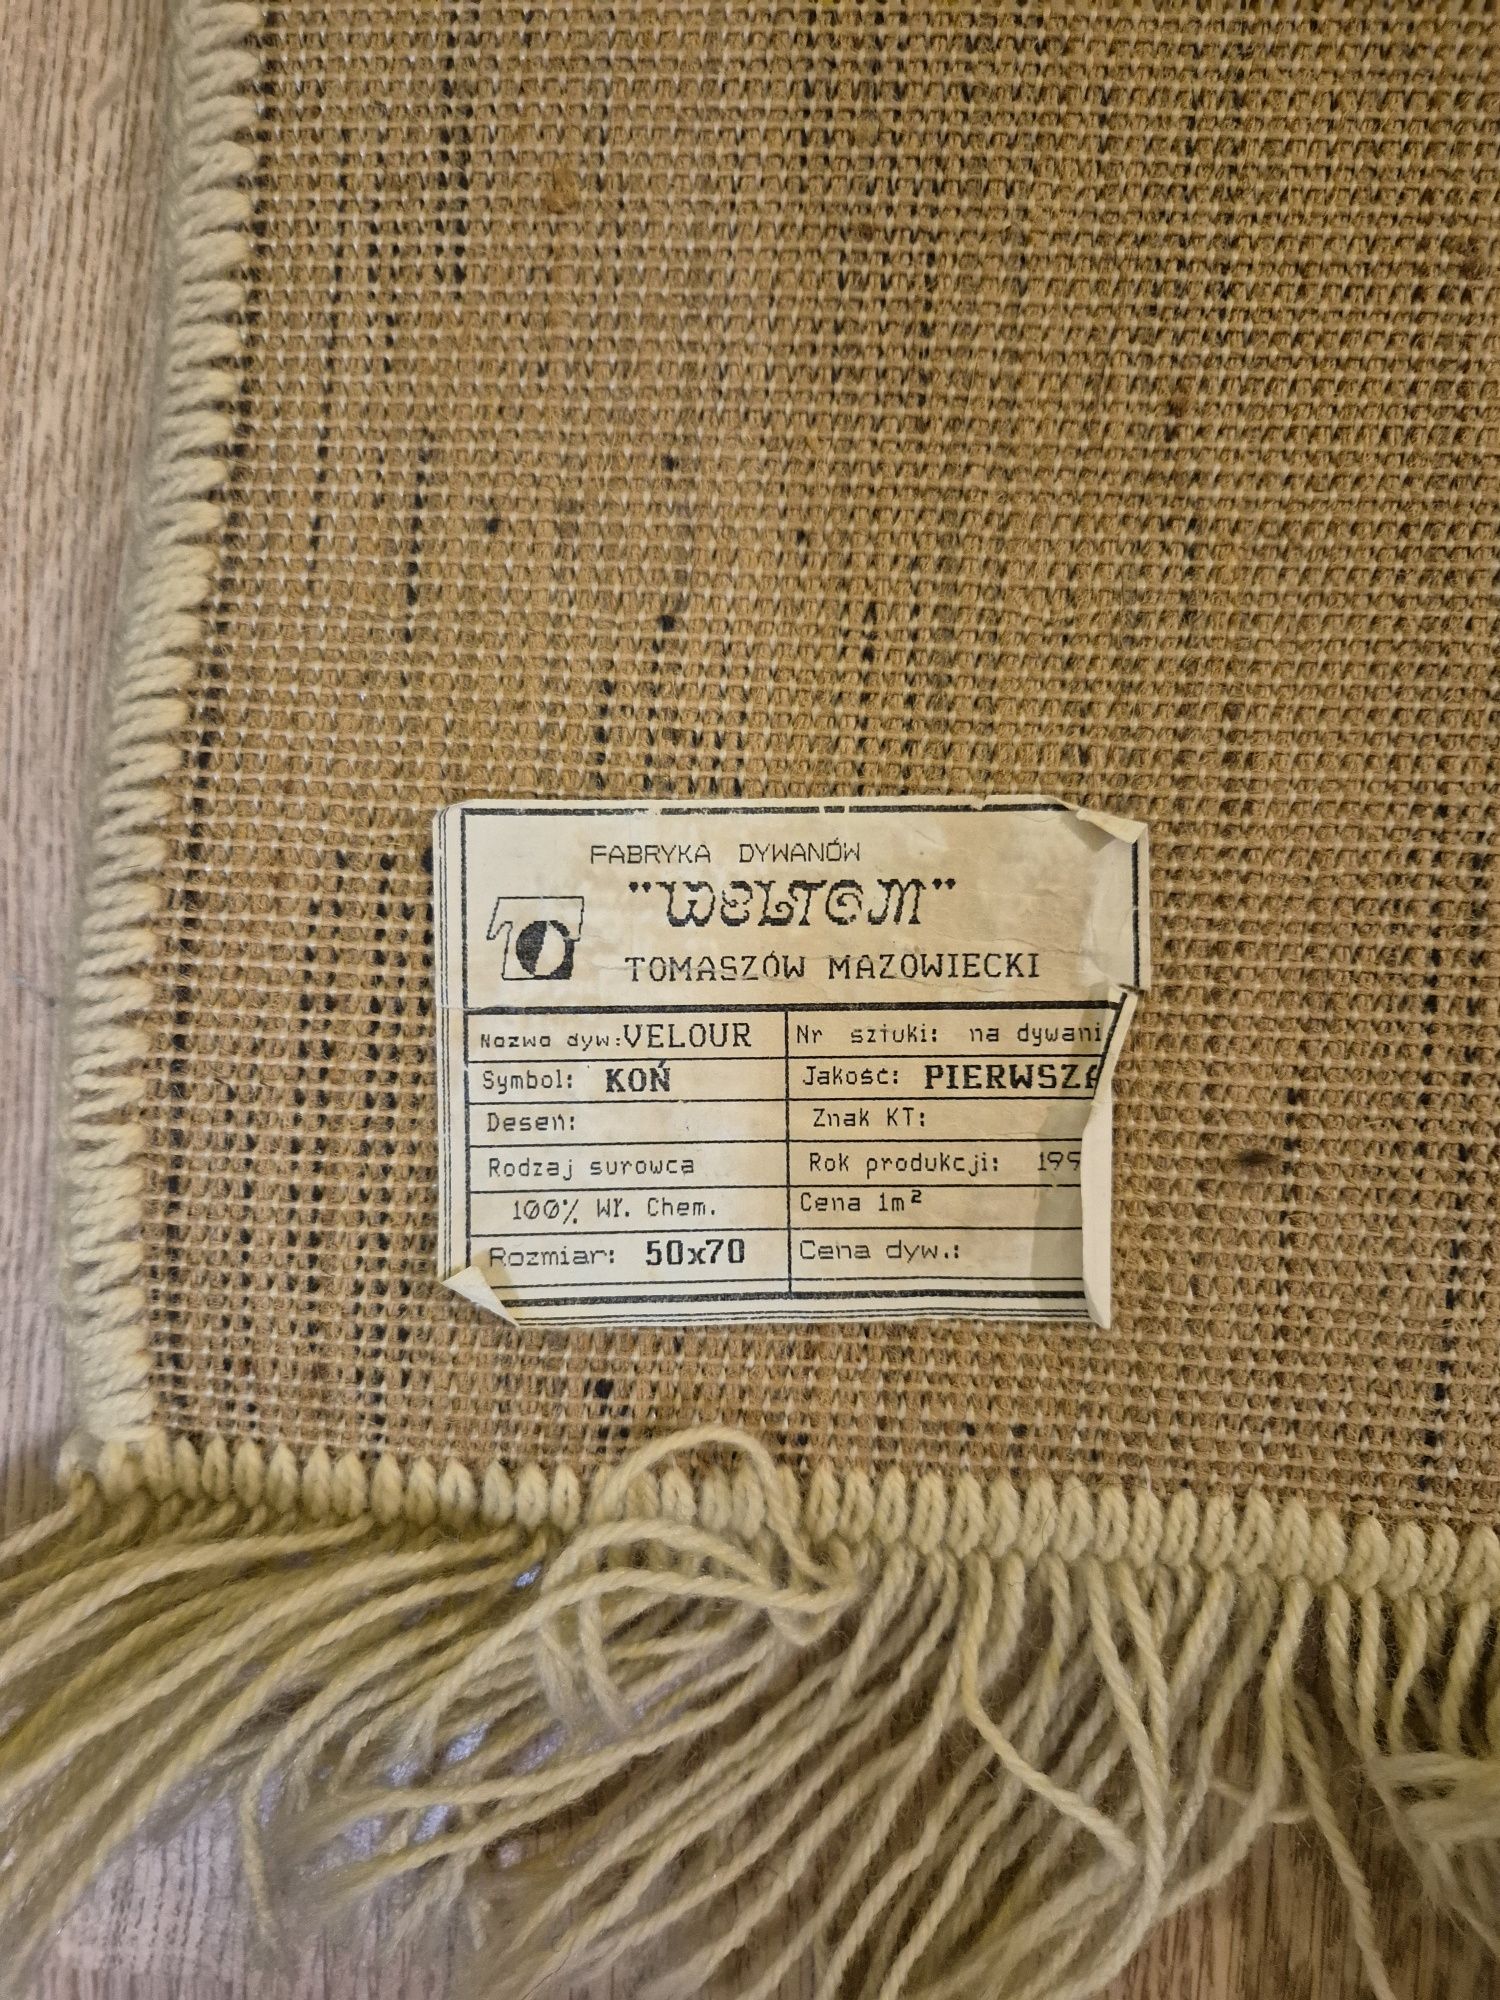 FABRYKA DYWANÓW
"WELTOM"
TOMASZÓW MAZOWIECKI
Nazwa dyw: VELOUR
Nr sztuki: na dywani
Symbol: KOŃ
Jakość: PIERWSZA
Deseń:
Znak KT:
Rodzaj surowca
Rok produkcji: 199
100% Wł. Chem.
Cena 1m²
Rozmiar: 50x70
Cena dyw.: